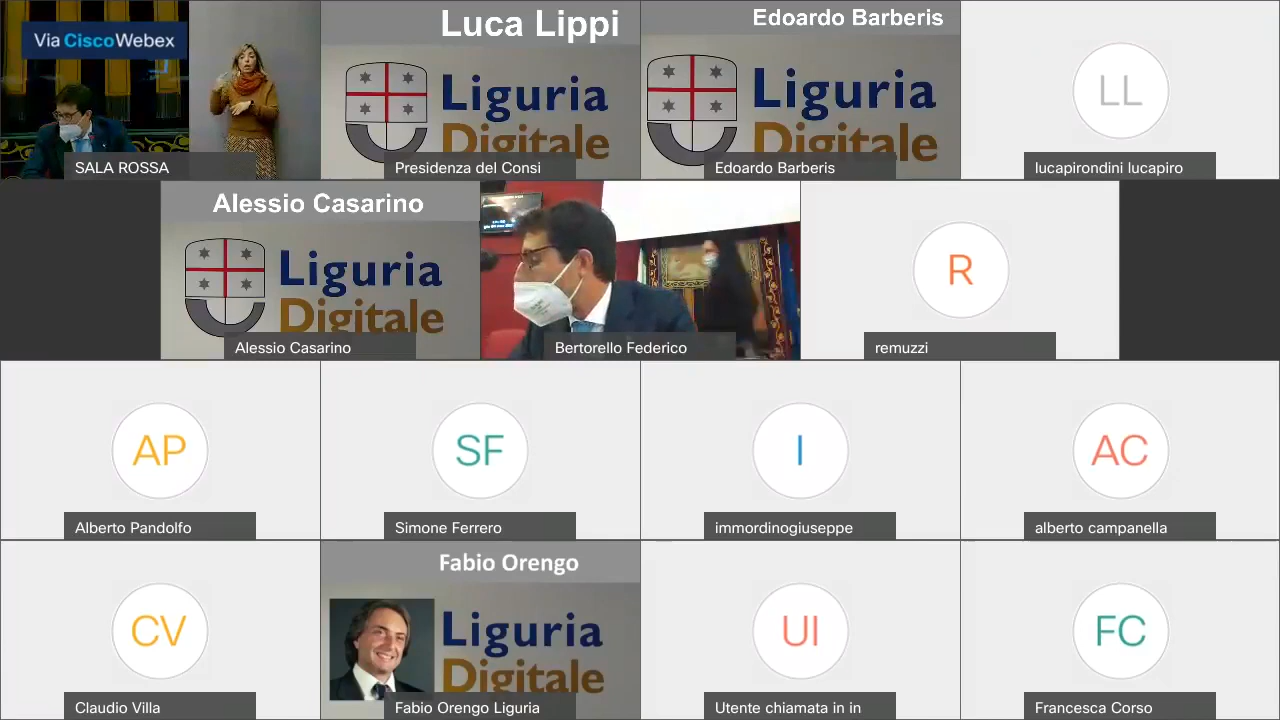 Via Cisco Webex
SALA ROSSA
Luca Lippi
Liguria
Digitale
Presidenza del Consi
Edoardo Barberis
Liguria
Digitale
Edoardo Barberis
LL
lucapirondini lucapiro
Alessio Casarino
Liguria
Digitale
Alessio Casarino
Bertorello Federico
R
remuzzi
AP
Alberto Pandolfo
SF
Simone Ferrero
I
immordinogiuseppe
AC
alberto campanella
CV
Claudio Villa
Fabio Orengo
Liguria
Digitale
Fabio Orengo Liguria
UI
Utente chiamata in in
FC
Francesca Corso